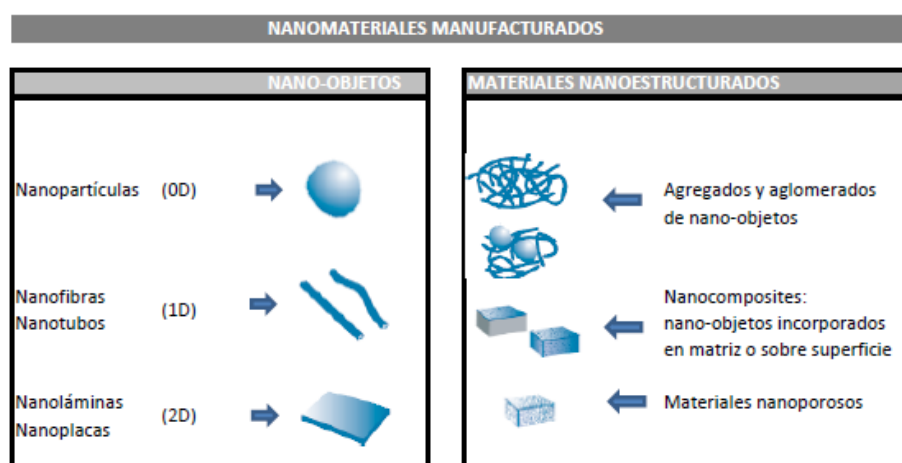 NANOMATERIALES MANUFACTURADOS
NANO-OBJETOS
Nanopartículas (0D)
Nanofibras
Nanotubos
(1D)
Nanoláminas
Nanoplacas
(2D)
MATERIALES NANOESTRUCTURADOS
Agregados y aglomerados
de nano-objetos
Nanocomposites:
nano-objetos incorporados
en matriz o sobre superficie
Materiales nanoporosos